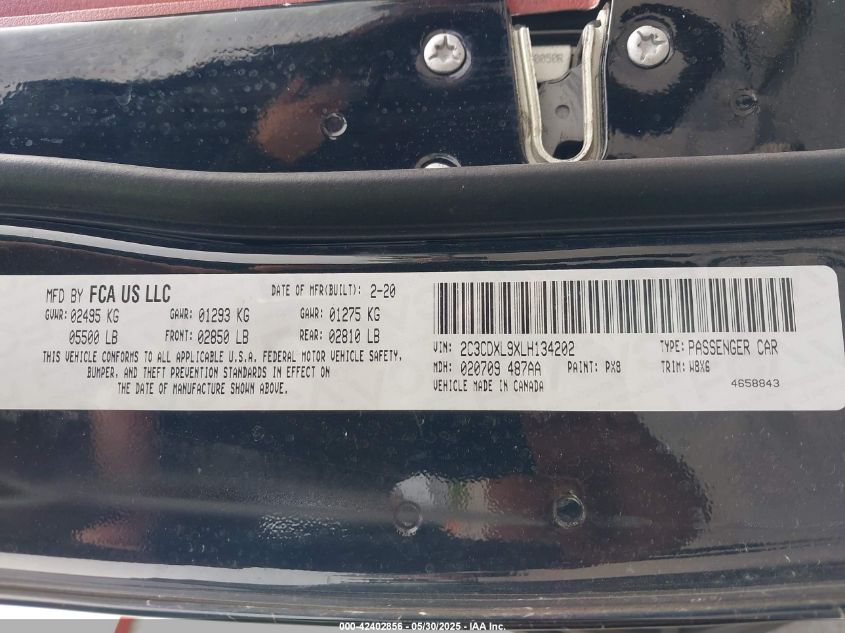 0050R
MFD BY FCA US LLC DATE OF MFR(BUILT): 2-20
GVWR: 02495 KG GAWR: 01293 KG GAWR: 01275 KG
05500 LB FRONT: 02850 LB REAR: 02810 LB
THIS VEHICLE CONFORMS TO ALL APPLICABLE U.S.A. FEDERAL MOTOR VEHICLE SAFETY,
BUMPER, AND THEFT PREVENTION STANDARDS IN EFFECT ON
THE DATE OF MANUFACTURE SHOWN ABOVE.
VIN: 2C3CDXL9XLH134202 TYPE: PASSENGER CAR
MDH: 020709 487AA PAINT: PX8 TRIM: W8X6
VEHICLE MADE IN CANADA 4658843
000-42402856 - 05/30/2025 - IAA Inc.